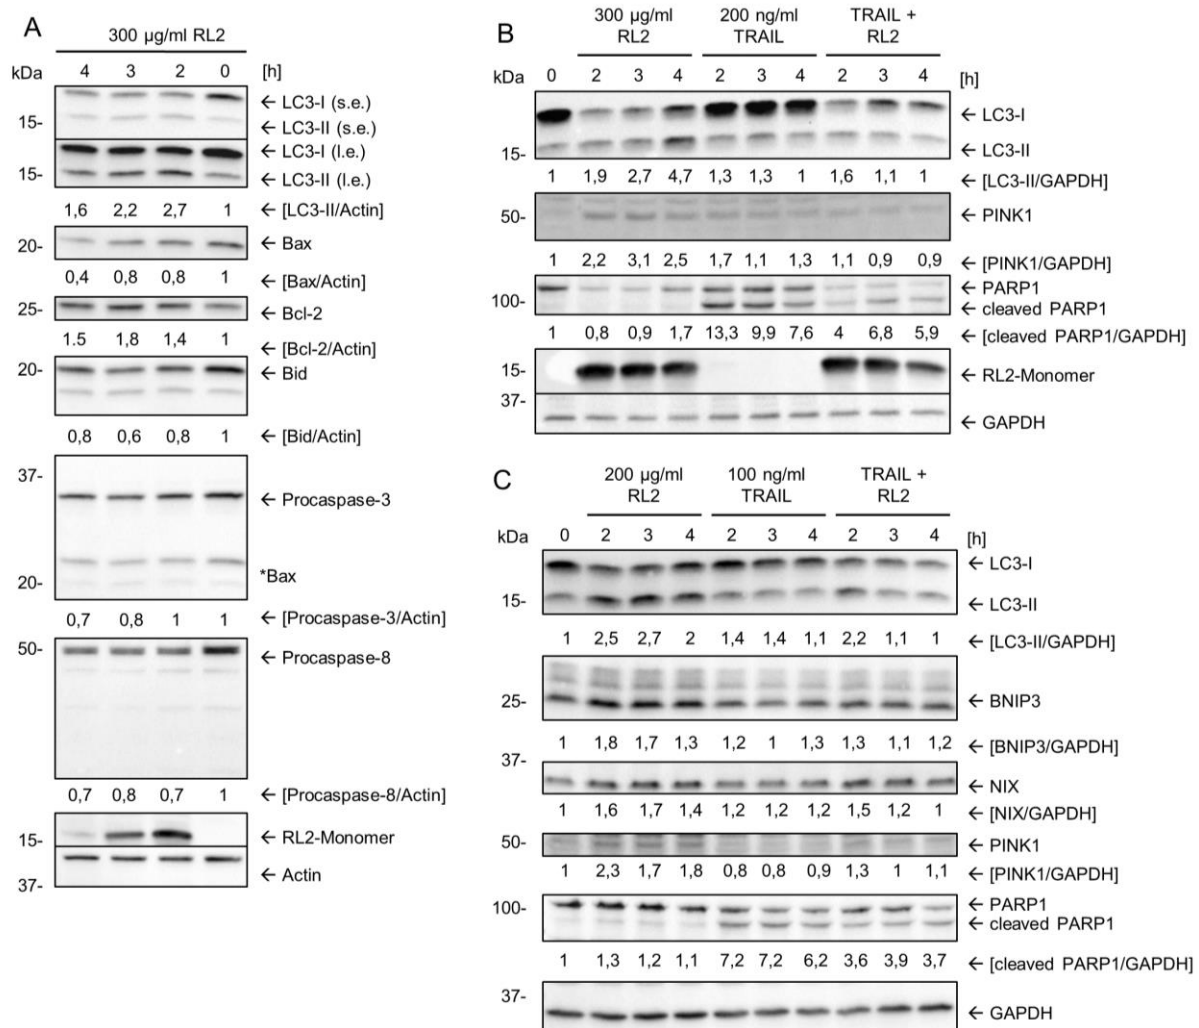 A
300 µg/ml RL2
kDa 4 3 2 0 [h]
← LC3-I (s.e.)
15- ← LC3-II (s.e.)
← LC3-I (l.e.)
15- ← LC3-II (l.e.)
1,6 2,2 2,7 1 ← [LC3-II/Actin]
20- ← Bax
0,4 0,8 0,8 1 ← [Bax/Actin]
25- ← Bcl-2
1.5 1,8 1,4 1 ← [Bcl-2/Actin]
20- ← Bid
0,8 0,6 0,8 1 ← [Bid/Actin]
37-
← Procaspase-3
*Bax
20-
0,7 0,8 1 1 ← [Procaspase-3/Actin]
50- ← Procaspase-8
0,7 0,8 0,7 1 ← [Procaspase-8/Actin]
15- ← RL2-Monomer
← Actin
37-
B
300 µg/ml RL2
200 ng/ml TRAIL
TRAIL + RL2
kDa 0 2 3 4 2 3 4 2 3 4 [h]
← LC3-I
15- ← LC3-II
1 1,9 2,7 4,7 1,3 1,3 1 1,6 1,1 1 ← [LC3-II/GAPDH]
50- ← PINK1
1 2,2 3,1 2,5 1,7 1,1 1,3 1,1 0,9 0,9 ← [PINK1/GAPDH]
← PARP1
100- ← cleaved PARP1
1 0,8 0,9 1,7 13,3 9,9 7,6 4 6,8 5,9 ← [cleaved PARP1/GAPDH]
15- ← RL2-Monomer
37-
← GAPDH
C
200 µg/ml RL2
100 ng/ml TRAIL
TRAIL + RL2
kDa 0 2 3 4 2 3 4 2 3 4 [h]
← LC3-I
15- ← LC3-II
1 2,5 2,7 2 1,4 1,4 1,1 2,2 1,1 1 ← [LC3-II/GAPDH]
25- ← BNIP3
1 1,8 1,7 1,3 1,2 1 1,3 1,3 1,1 1,2 ← [BNIP3/GAPDH]
37-
← NIX
1 1,6 1,7 1,4 1,2 1,2 1,2 1,5 1,2 1 ← [NIX/GAPDH]
50- ← PINK1
1 2,3 1,7 1,8 0,8 0,8 0,9 1,3 1 1,1 ← [PINK1/GAPDH]
100- ← PARP1
← cleaved PARP1
1 1,3 1,2 1,1 7,2 7,2 6,2 3,6 3,9 3,7 ← [cleaved PARP1/GAPDH]
37-
← GAPDH